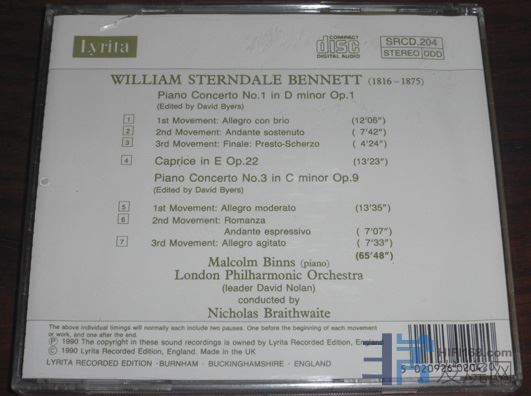 Lyrita
COMPACT
disc
DIGITAL AUDIO
SRCD.204
STEREO DDD
WILLIAM STERNDALE BENNETT (1816-1875)
Piano Concerto No.1 in D minor Op.1
(Edited by David Byers)
1 1st Movement: Allegro con brio (12'06")
2 2nd Movement: Andante sostenuto ( 7'42")
3 3rd Movement: Finale: Presto-Scherzo ( 4'24")
4 Caprice in E Op.22 (13'23")
Piano Concerto No.3 in C minor Op.9
(Edited by David Byers)
5 1st Movement: Allegro moderato (13'35")
6 2nd Movement: Romanza
Andante espressivo ( 7'07")
7 3rd Movement: Allegro agitato ( 7'33")
(65'48")
Malcolm Binns (piano)
London Philharmonic Orchestra
(leader David Nolan)
conducted by
Nicholas Braithwaite
The above individual timings will normally each include two pauses. One before the beginning of each movement
or work, and one after the end.
℗ 1990 The copyright in these sound recordings is owned by Lyrita Recorded Edition, England.
© 1990 Lyrita Recorded Edition, England. Made in the UK
LYRITA RECORDED EDITION · BURNHAM · BUCKINGHAMSHIRE · ENGLAND
5 020926 020420